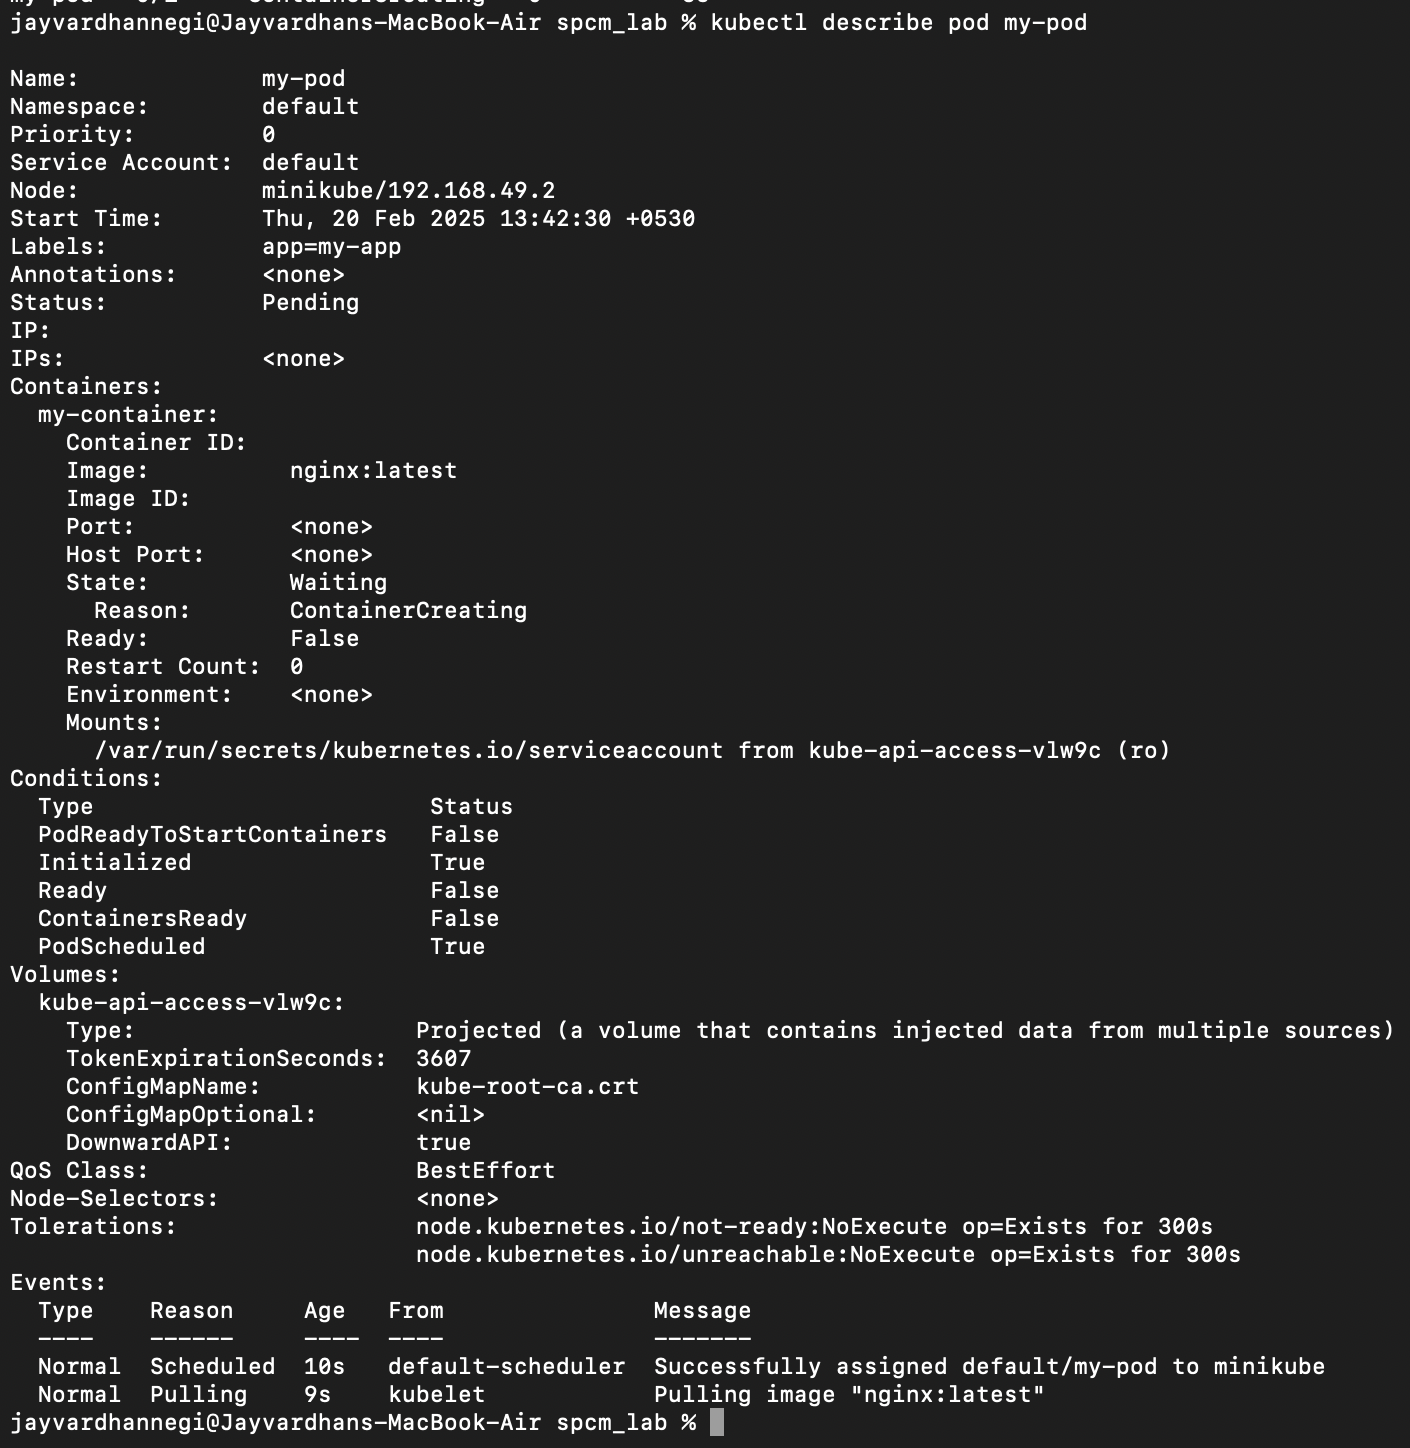 jayvardhannegi@Jayvardhans-MacBook-Air spcm_lab % kubectl describe pod my-pod
Name:             my-pod
Namespace:        default
Priority:         0
Service Account:  default
Node:             minikube/192.168.49.2
Start Time:       Thu, 20 Feb 2025 13:42:30 +0530
Labels:           app=my-app
Annotations:      <none>
Status:           Pending
IP:
IPs:              <none>
Containers:
  my-container:
    Container ID:
    Image:          nginx:latest
    Image ID:
    Port:           <none>
    Host Port:      <none>
    State:          Waiting
      Reason:       ContainerCreating
    Ready:          False
    Restart Count:  0
    Environment:    <none>
    Mounts:
      /var/run/secrets/kubernetes.io/serviceaccount from kube-api-access-vlw9c (ro)
Conditions:
  Type                        Status
  PodReadyToStartContainers   False
  Initialized                 True
  Ready                       False
  ContainersReady             False
  PodScheduled                True
Volumes:
  kube-api-access-vlw9c:
    Type:                    Projected (a volume that contains injected data from multiple sources)
    TokenExpirationSeconds:  3607
    ConfigMapName:           kube-root-ca.crt
    ConfigMapOptional:       <nil>
    DownwardAPI:             true
QoS Class:                   BestEffort
Node-Selectors:              <none>
Tolerations:                 node.kubernetes.io/not-ready:NoExecute op=Exists for 300s
                             node.kubernetes.io/unreachable:NoExecute op=Exists for 300s
Events:
  Type    Reason     Age   From               Message
  ----    ------     ----  ----               -------
  Normal  Scheduled  10s   default-scheduler  Successfully assigned default/my-pod to minikube
  Normal  Pulling    9s    kubelet            Pulling image "nginx:latest"
jayvardhannegi@Jayvardhans-MacBook-Air spcm_lab %